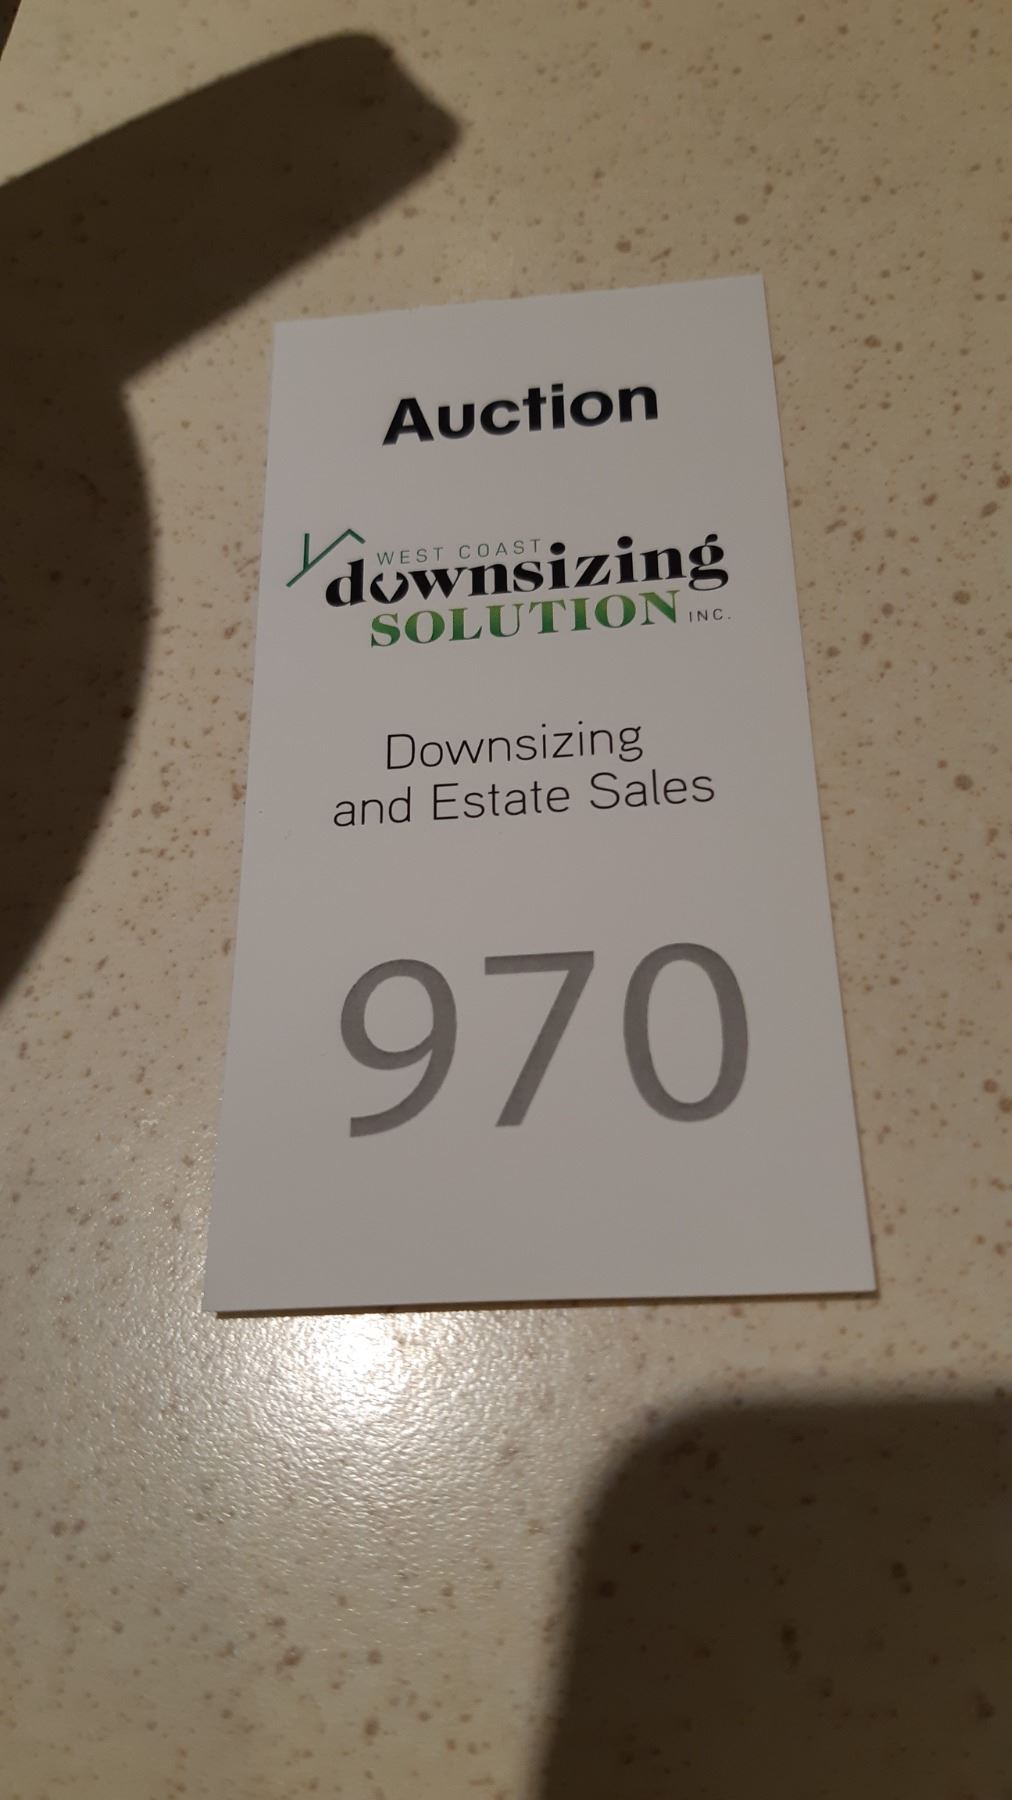 Auction
WEST COAST
downsizing
SOLUTION INC.
Downsizing
and Estate Sales
970